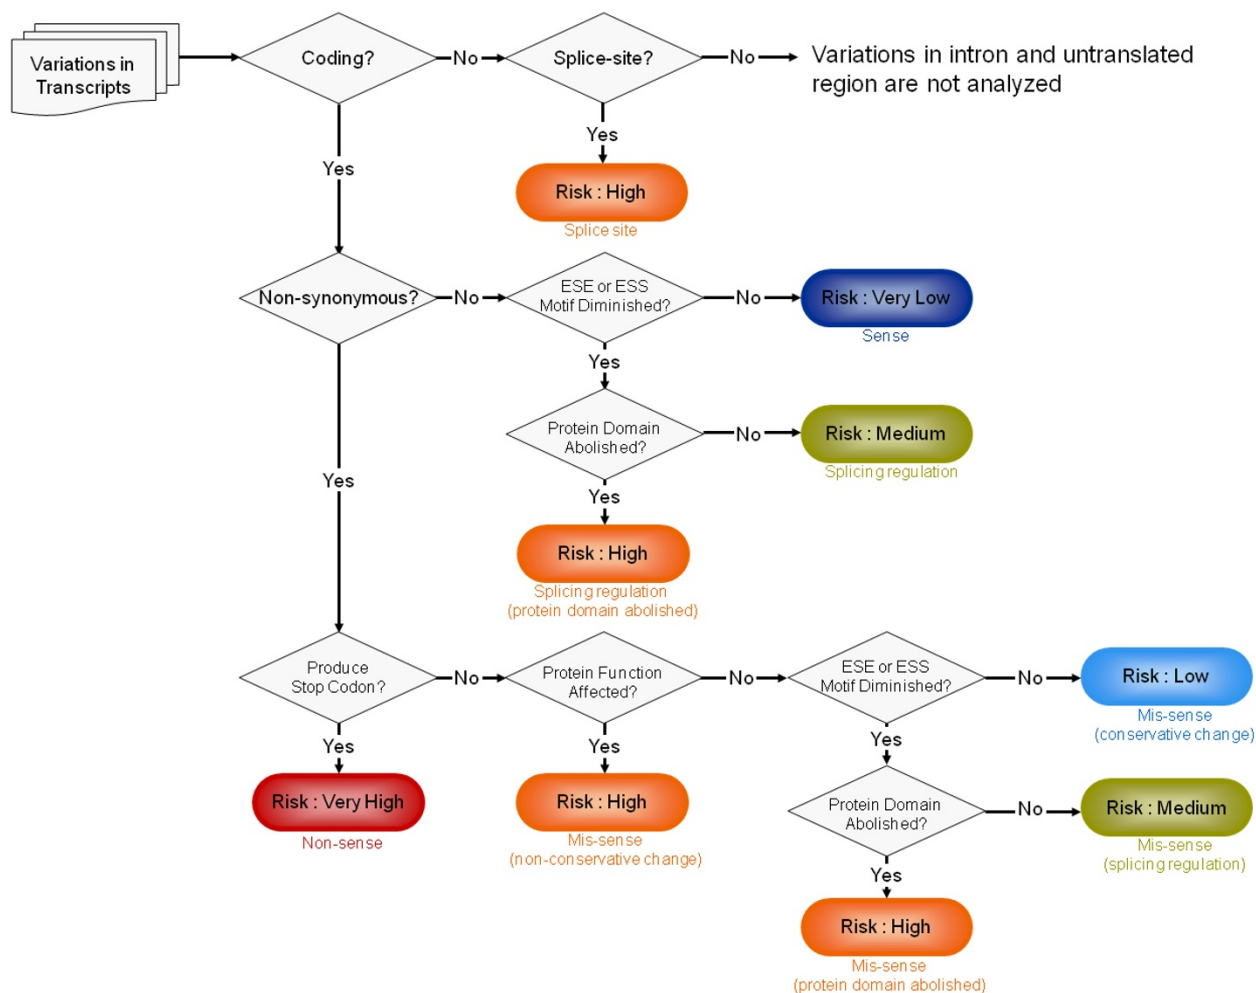 Variations in
Transcripts
Coding?
No
Splice-site?
No
Variations in intron and untranslated
region are not analyzed
Yes
Yes
Risk : High
Splice site
Non-synonymous?
No
ESE or ESS
Motif Diminished?
No
Risk : Very Low
Sense
Yes
Protein Domain
Abolished?
No
Risk : Medium
Splicing regulation
Yes
Yes
Risk : High
Splicing regulation
(protein domain abolished)
Produce
Stop Codon?
No
Protein Function
Affected?
No
ESE or ESS
Motif Diminished?
No
Risk : Low
Mis-sense
(conservative change)
Yes
Yes
Yes
Risk : Very High
Non-sense
Risk : High
Mis-sense
(non-conservative change)
Protein Domain
Abolished?
No
Risk : Medium
Mis-sense
(splicing regulation)
Yes
Risk : High
Mis-sense
(protein domain abolished)